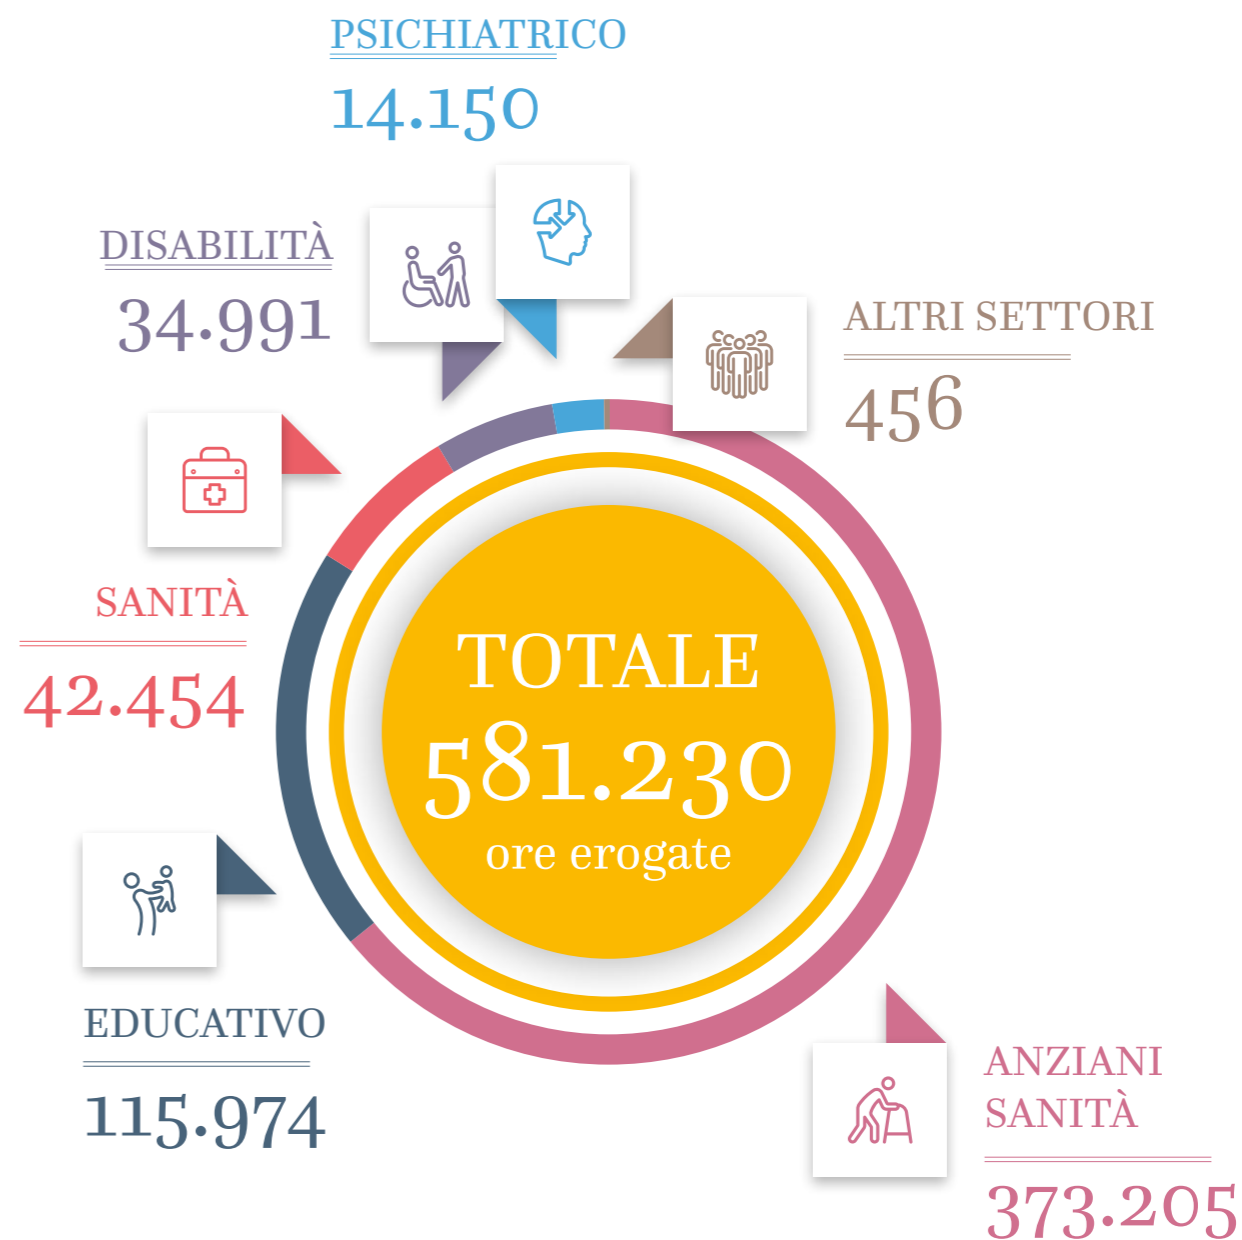 PSICHIATRICO
14.150
DISABILITÀ
34.991
ALTRI SETTORI
456
SANITÀ
42.454
TOTALE
581.230
ore erogate
EDUCATIVO
115.974
ANZIANI
SANITÀ
373.205